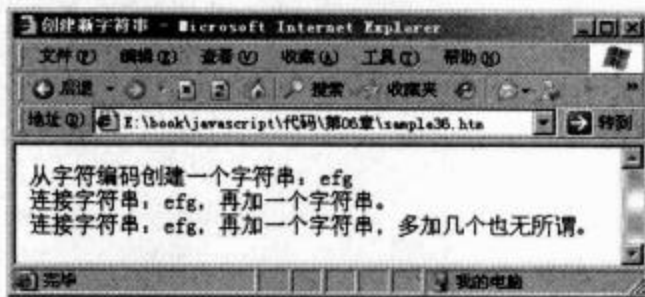 创建新字符串 - Microsoft Internet Explorer
文件(F) 编辑(E) 查看(V) 收藏(A) 工具(T) 帮助(H)
后退 搜索 收藏夹 »
地址(D) E:\book\javascript\代码\第06章\sample36.htm 转到
从字符编码创建一个字符串：efg
连接字符串：efg，再加一个字符串。
连接字符串：efg，再加一个字符串，多加几个也无所谓。
完毕 我的电脑